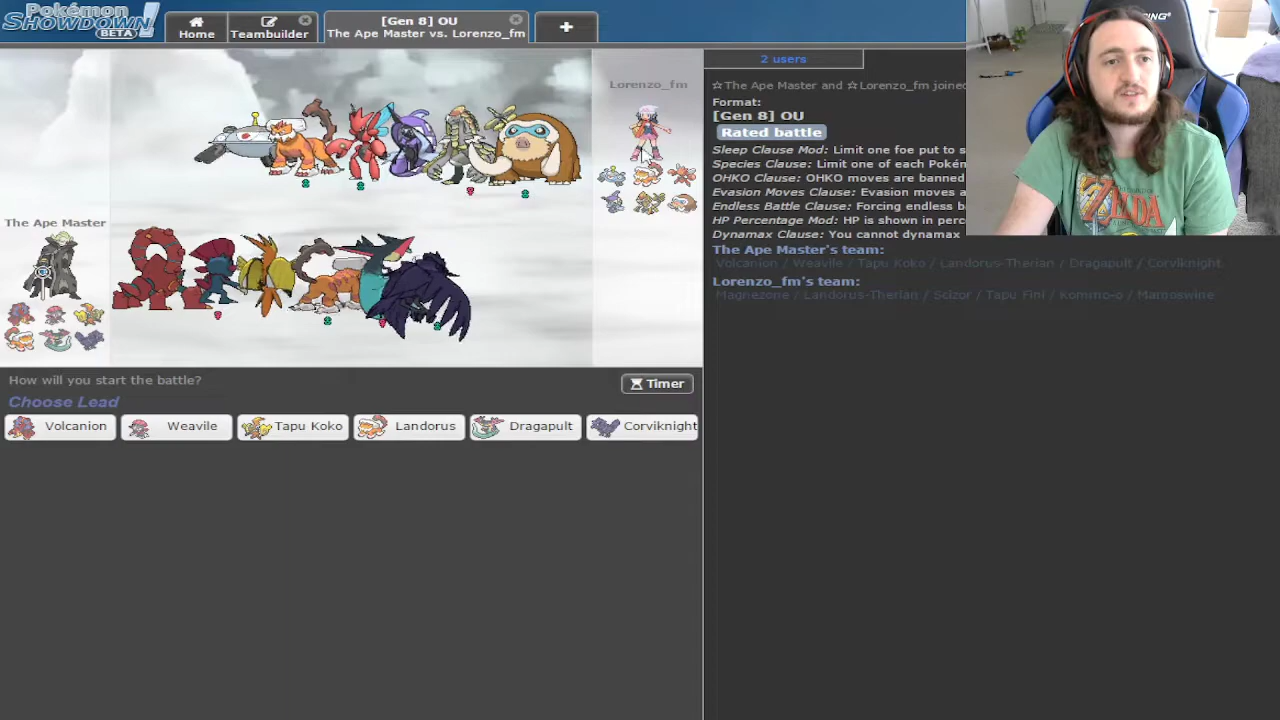 Pokémon
SHOWDOWN!
BETA
Home
Teambuilder
[Gen 8] OU
The Ape Master vs. Lorenzo_fm
Lorenzo_fm
The Ape Master
2 users
☆The Ape Master and ☆Lorenzo_fm joined
Format:
[Gen 8] OU
Rated battle
Sleep Clause Mod: Limit one foe put to s
Species Clause: Limit one of each Pokém
OHKO Clause: OHKO moves are banned
Evasion Moves Clause: Evasion moves a
Endless Battle Clause: Forcing endless b
HP Percentage Mod: HP is shown in perc
Dynamax Clause: You cannot dynamax
The Ape Master's team:
Volcanion / Weavile / Tapu Koko / Landorus-Therian / Dragapult / Corviknight
Lorenzo_fm's team:
Magnezone / Landorus-Therian / Scizor / Tapu Fini / Kommo-o / Mamoswine
How will you start the battle?
Timer
Choose Lead
Volcanion
Weavile
Tapu Koko
Landorus
Dragapult
Corviknight
ZELDA